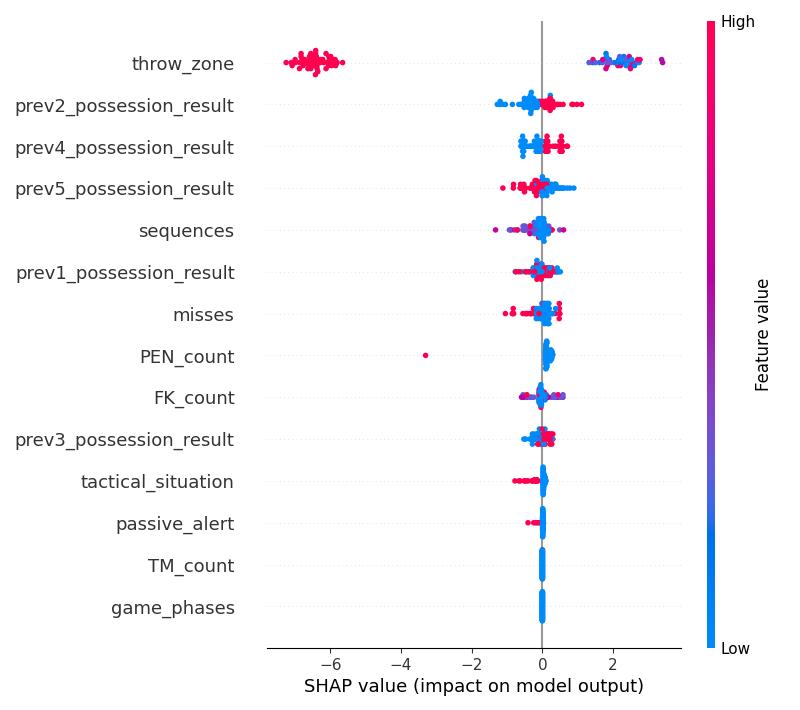 High
throw_zone
prev2_possession_result
prev4_possession_result
prev5_possession_result
sequences
prev1_possession_result
misses
PEN_count
FK_count
prev3_possession_result
tactical_situation
passive_alert
TM_count
game_phases
Feature value
Low
−6 −4 −2 0 2
SHAP value (impact on model output)